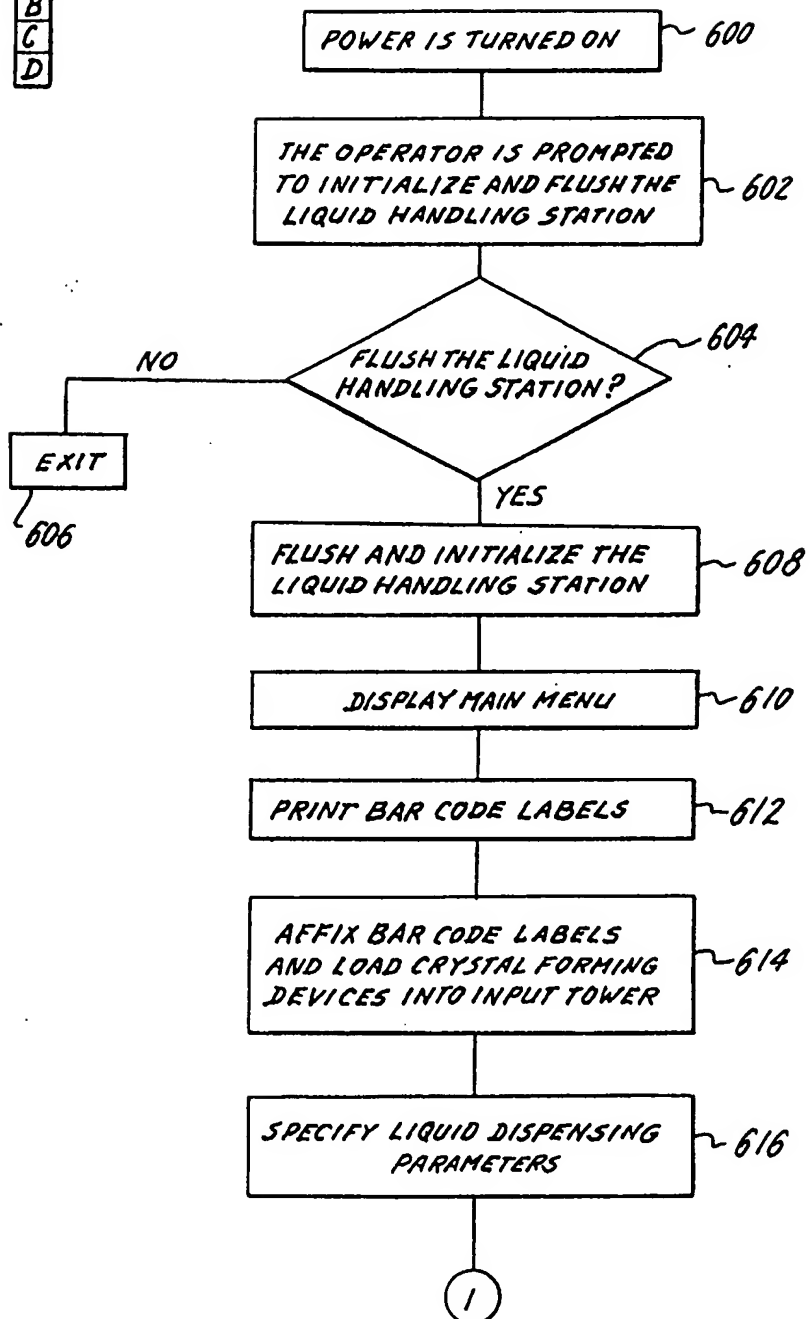 B
C
D
POWER IS TURNED ON
600
THE OPERATOR IS PROMPTED
TO INITIALIZE AND FLUSH THE
LIQUID HANDLING STATION
602
FLUSH THE LIQUID
HANDLING STATION?
604
NO
EXIT
606
YES
FLUSH AND INITIALIZE THE
LIQUID HANDLING STATION
608
DISPLAY MAIN MENU
610
PRINT BAR CODE LABELS
612
AFFIX BAR CODE LABELS
AND LOAD CRYSTAL FORMING
DEVICES INTO INPUT TOWER
614
SPECIFY LIQUID DISPENSING
PARAMETERS
616
1